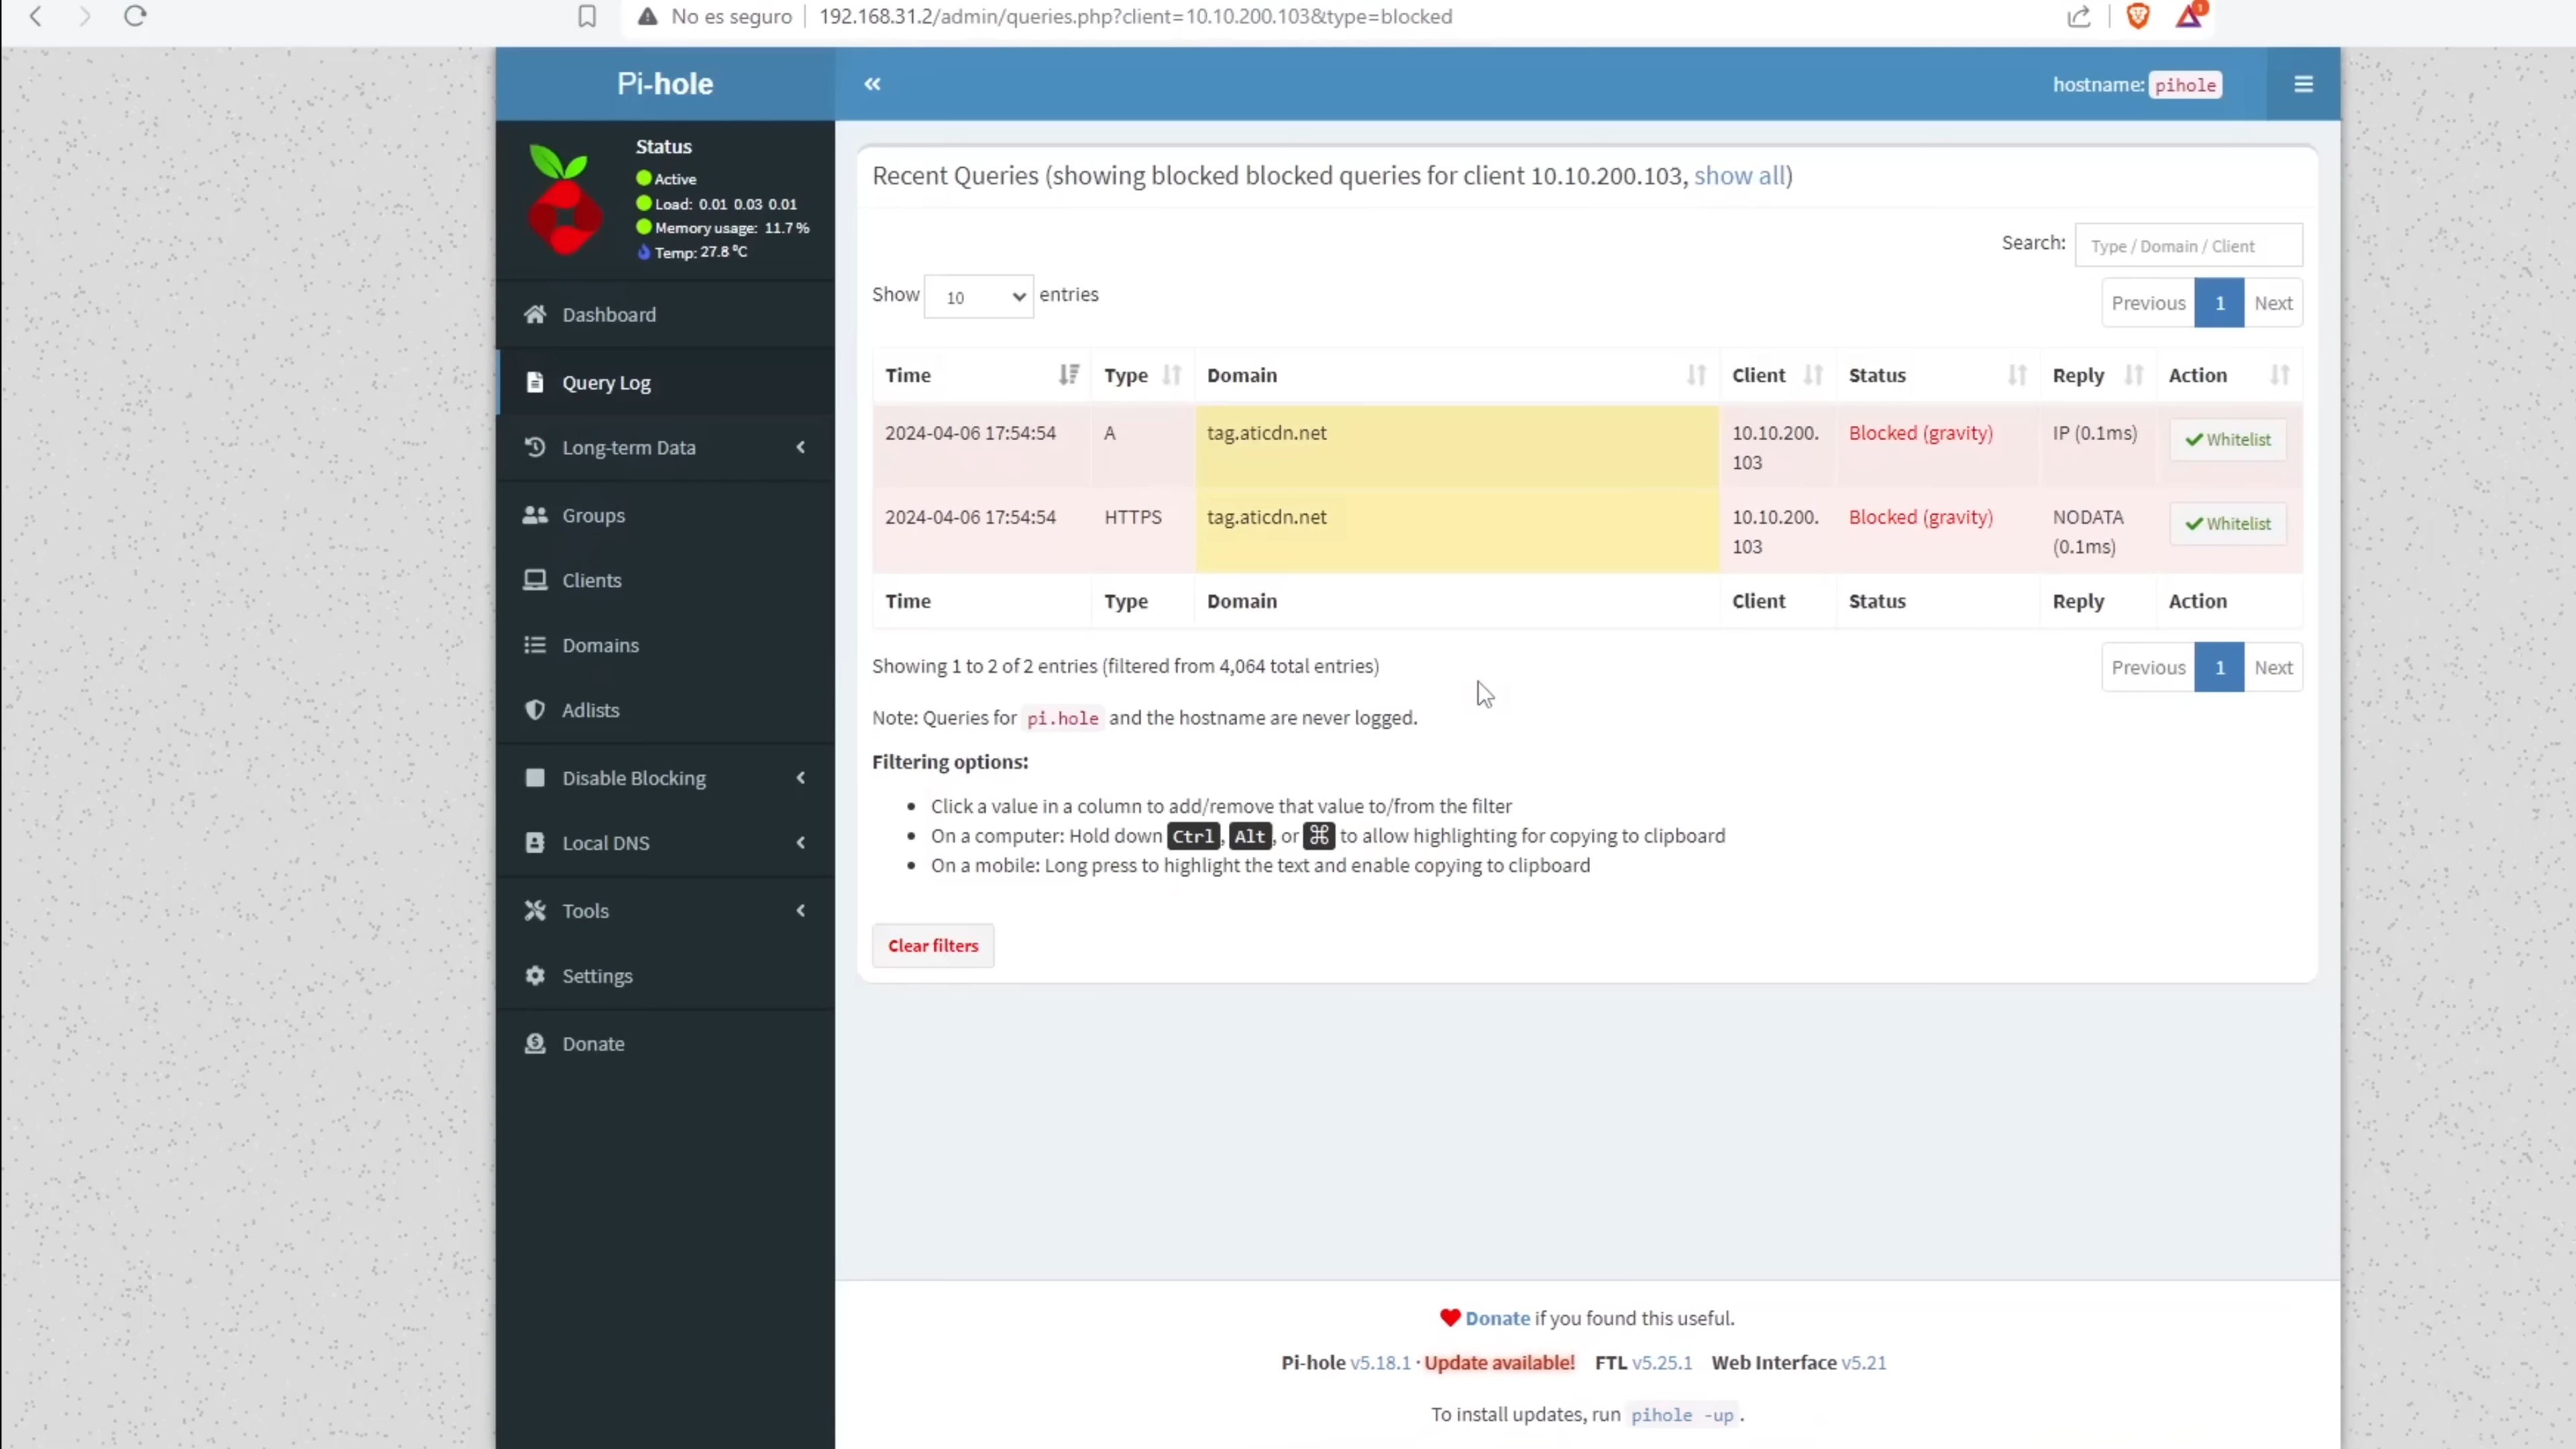 No es seguro 192.168.31.2/admin/queries.php?client=10.10.200.103&type=blocked 1
Pi-hole
hostname: pihole
Status
Active
Load: 0.01 0.03 0.01
Memory usage: 11.7 %
Temp: 27.8 °C
Dashboard
Query Log
Long-term Data
Groups
Clients
Domains
Adlists
Disable Blocking
Local DNS
Tools
Settings
Donate
Recent Queries (showing blocked blocked queries for client 10.10.200.103, show all)
Search: Type / Domain / Client
Show 10 entries
Previous 1 Next
Time Type Domain Client Status Reply Action
2024-04-06 17:54:54 A tag.aticdn.net 10.10.200. Blocked (gravity) IP (0.1ms) Whitelist
103
2024-04-06 17:54:54 HTTPS tag.aticdn.net 10.10.200. Blocked (gravity) NODATA Whitelist
103 (0.1ms)
Time Type Domain Client Status Reply Action
Showing 1 to 2 of 2 entries (filtered from 4,064 total entries)
Previous 1 Next
Note: Queries for pi.hole and the hostname are never logged.
Filtering options:
• Click a value in a column to add/remove that value to/from the filter
• On a computer: Hold down Ctrl, Alt, or ⌘ to allow highlighting for copying to clipboard
• On a mobile: Long press to highlight the text and enable copying to clipboard
Clear filters
Donate if you found this useful.
Pi-hole v5.18.1 · Update available! FTL v5.25.1 Web Interface v5.21
To install updates, run pihole -up.